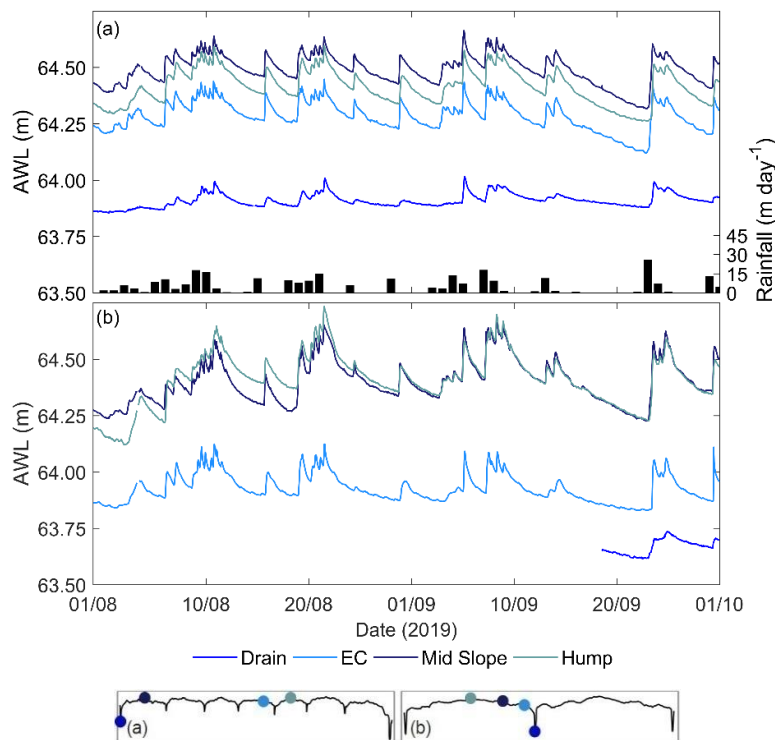 (a)
64.50
64.25
64.00
63.75
63.50
AWL (m)
45
30
15
0
Rainfall (m day-1)
(b)
64.50
64.25
64.00
63.75
63.50
AWL (m)
01/08 10/08 20/08 01/09 10/09 20/09 01/10
Date (2019)
Drain EC Mid Slope Hump
(a) (b)